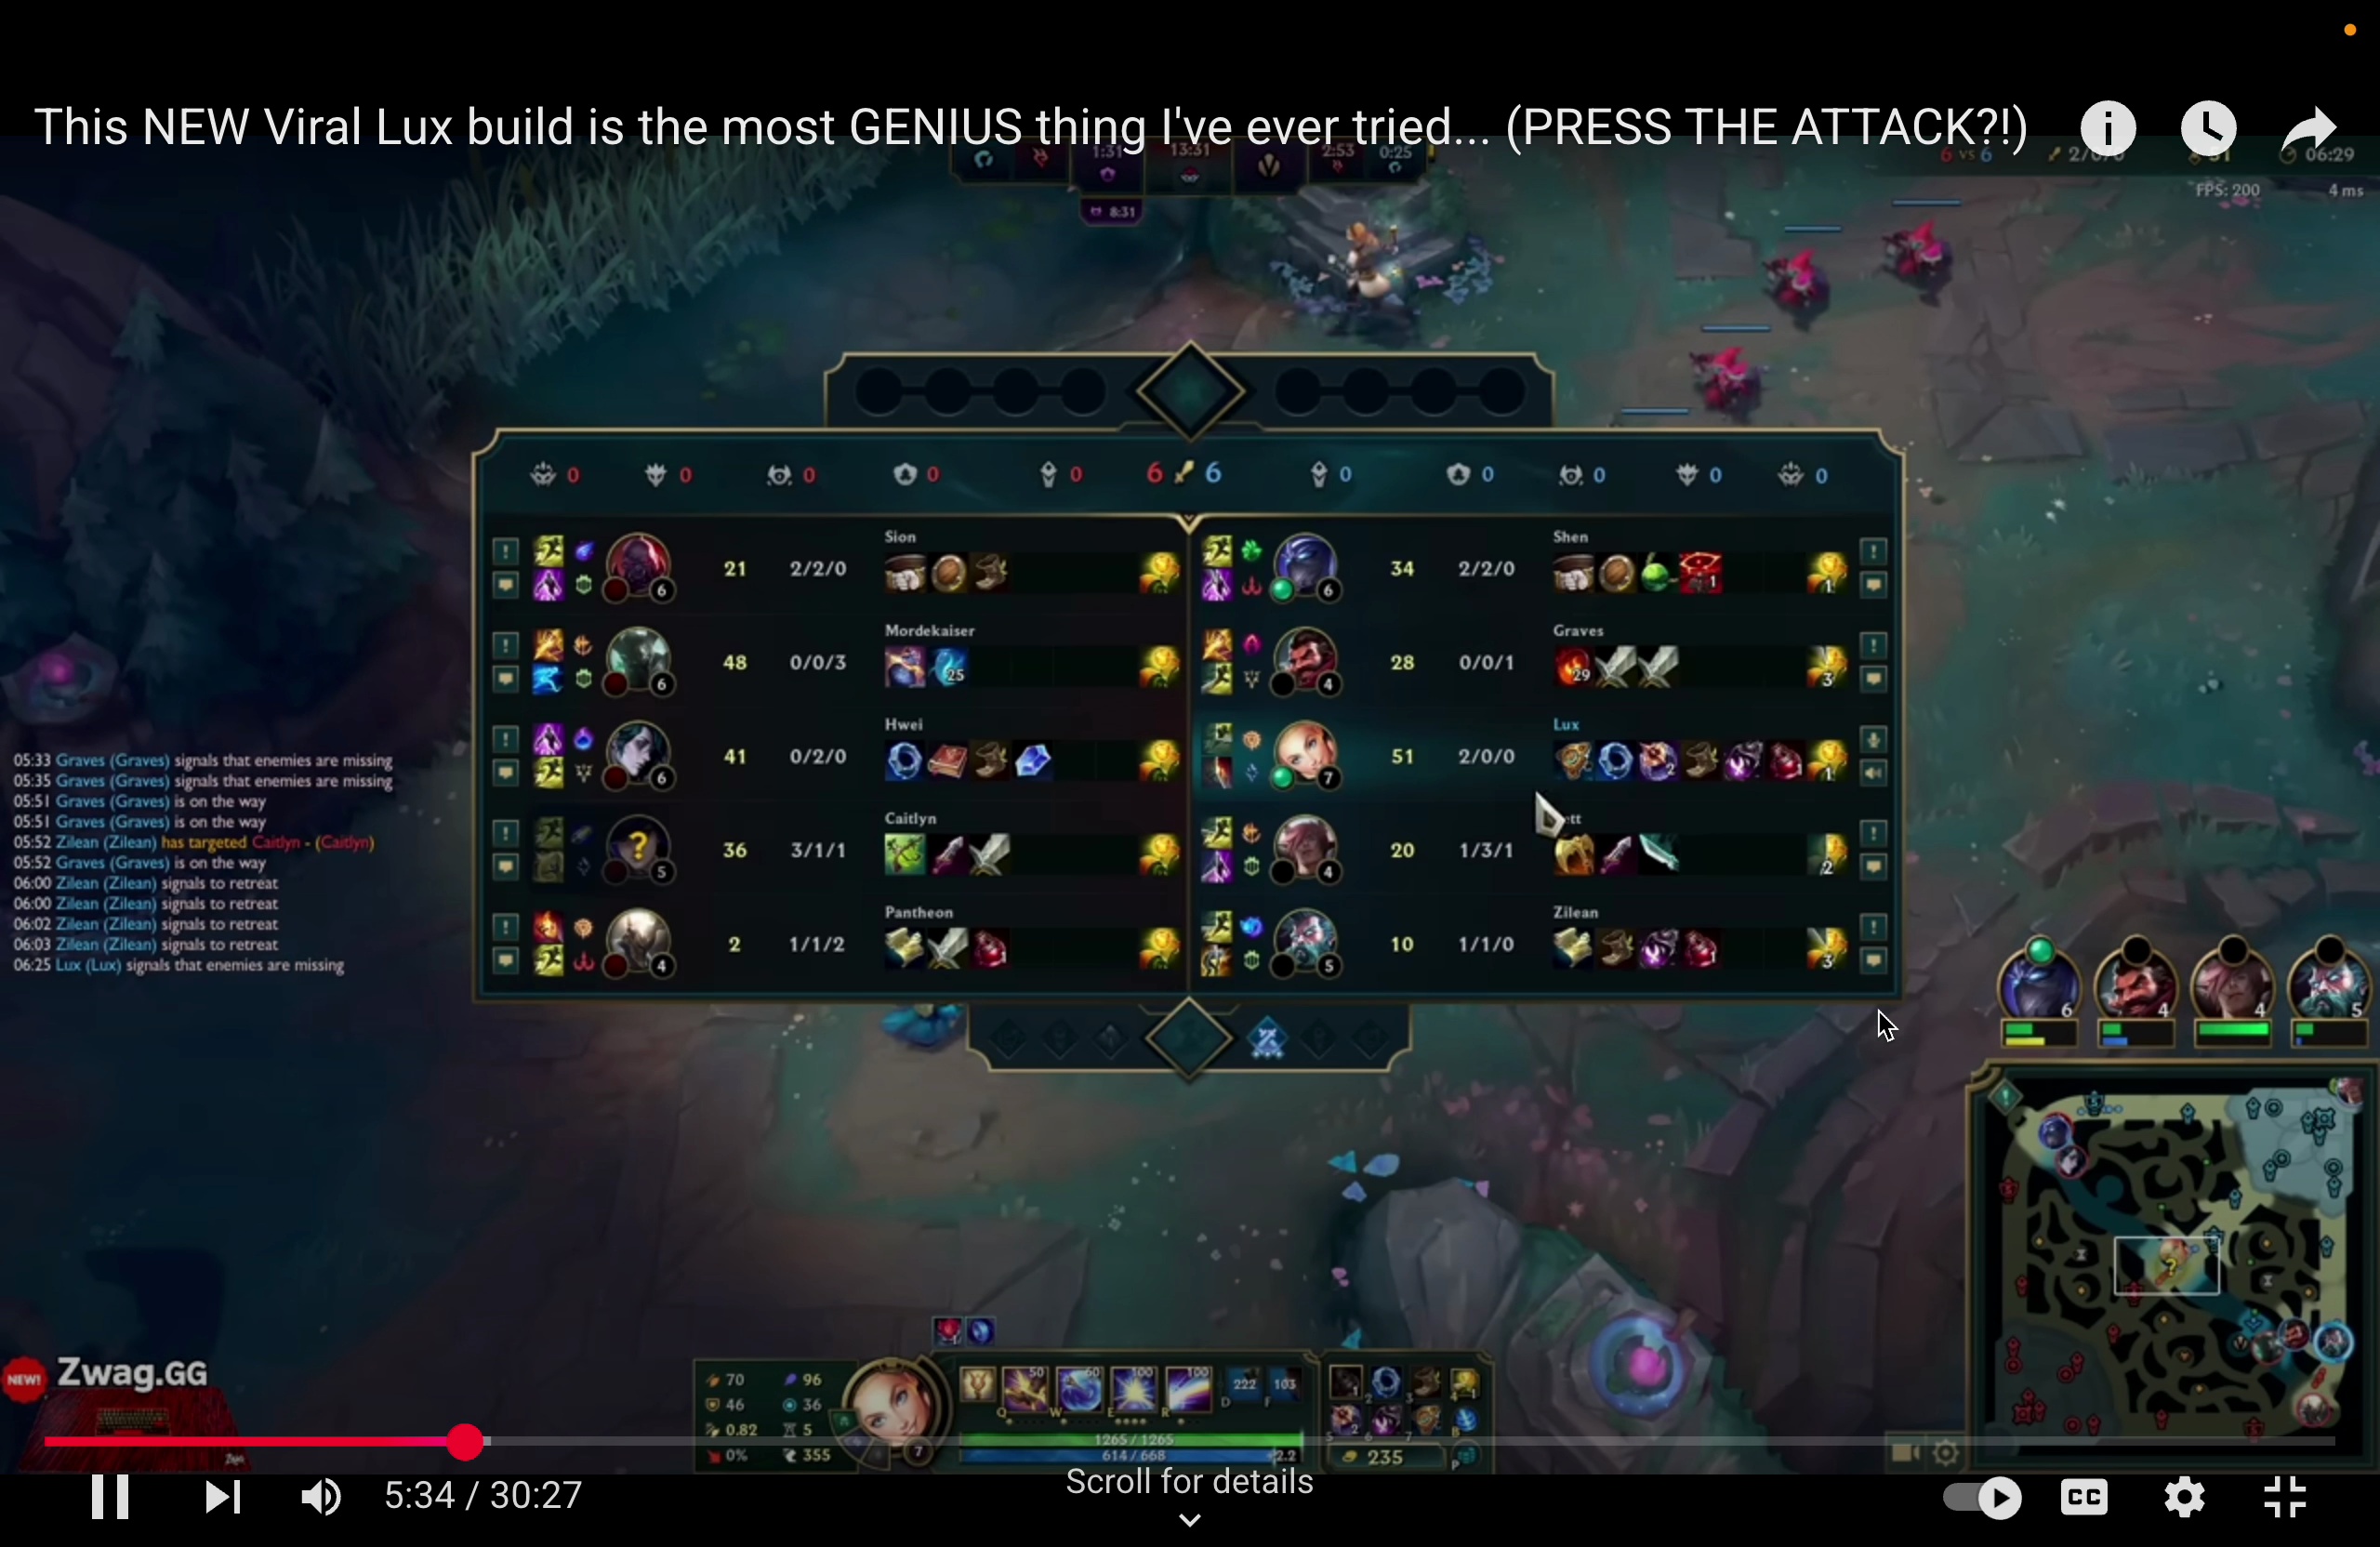 This NEW Viral Lux build is the most GENIUS thing I've ever tried... (PRESS THE ATTACK?!)
1:31 13:31 2:53 0:25
6 vs 6 06:29
FPS: 200 4 ms
8:31
0 0 0 0 0 6 6 0 0 0 0 0
Sion
21 2/2/0
6
Shen
34 2/2/0
6 1 1
Mordekaiser
48 0/0/3
6 25
Graves
28 0/0/1
4 29 3
Hwei
41 0/2/0
6
Lux
51 2/0/0
7 2 1
Caitlyn
36 3/1/1
? 5
ett
20 1/3/1
4 2
Pantheon
2 1/1/2
4 1
Zilean
10 1/1/0
5 1 3
05:33 Graves (Graves) signals that enemies are missing
05:35 Graves (Graves) signals that enemies are missing
05:51 Graves (Graves) is on the way
05:51 Graves (Graves) is on the way
05:52 Zilean (Zilean) has targeted Caitlyn - (Caitlyn)
05:52 Graves (Graves) is on the way
06:00 Zilean (Zilean) signals to retreat
06:00 Zilean (Zilean) signals to retreat
06:02 Zilean (Zilean) signals to retreat
06:03 Zilean (Zilean) signals to retreat
06:25 Lux (Lux) signals that enemies are missing
6 4 4 5
NEW! Zwag.GG
70 96
46 36
0.82 5
0% 355
7
50 60 100 100 222 103
Q W E R D F
1265 / 1265
614 / 668 2.2
235
5:34 / 30:27
Scroll for details
CC